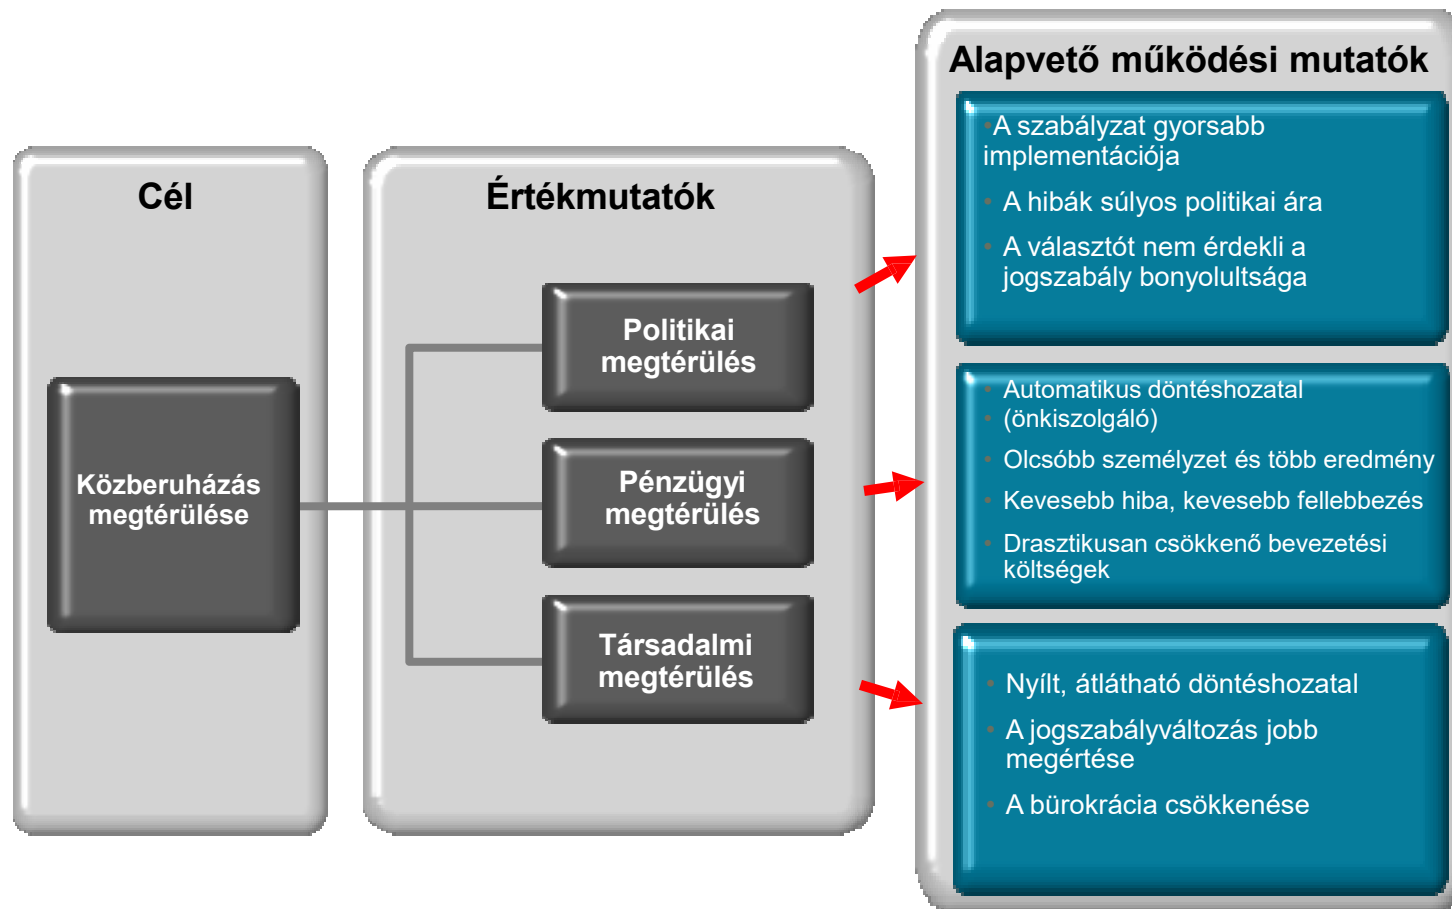 Cél
Közberuházás
megtérülése
Értékmutatók
Politikai
megtérülés
Pénzügyi
megtérülés
Társadalmi
megtérülés
Alapvető működési mutatók
•A szabályzat gyorsabb
implementációja
• A hibák súlyos politikai ára
• A választót nem érdekli a
jogszabály bonyolultsága
• Automatikus döntéshozatal
• (önkiszolgáló)
• Olcsóbb személyzet és több eredmény
• Kevesebb hiba, kevesebb fellebbezés
• Drasztikusan csökkenő bevezetési
költségek
• Nyílt, átlátható döntéshozatal
• A jogszabályváltozás jobb
megértése
• A bürokrácia csökkenése